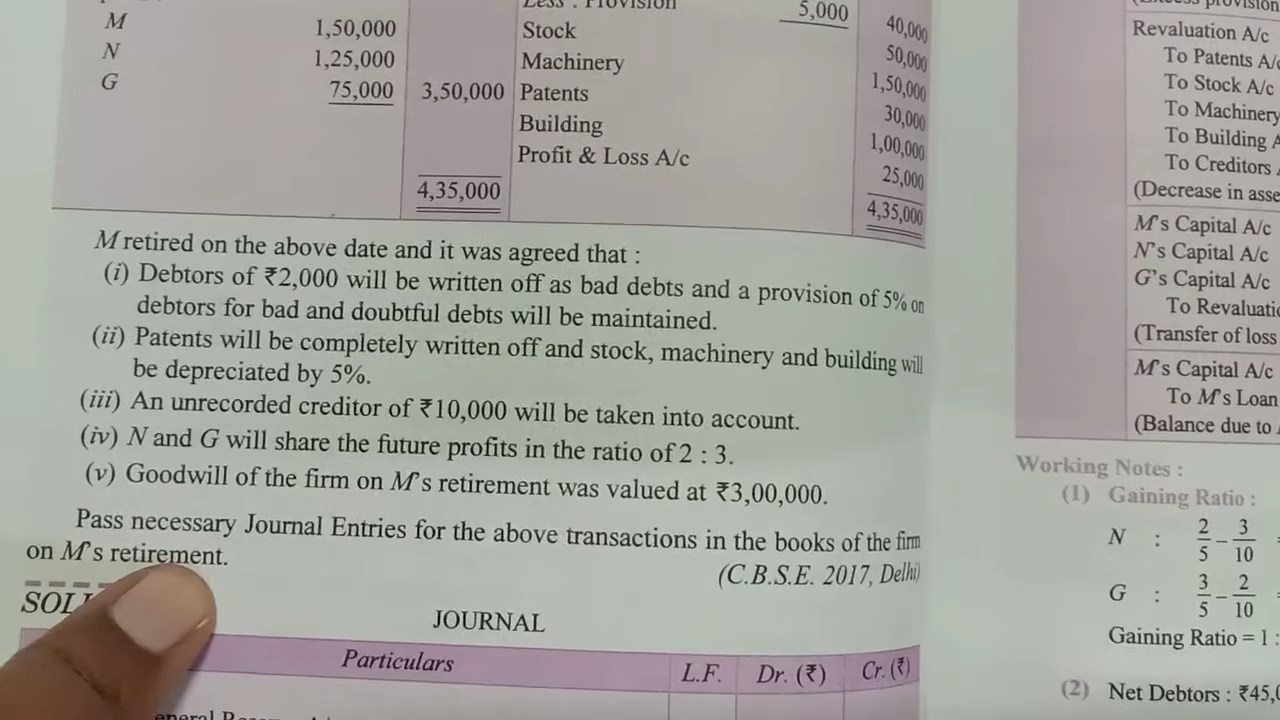 Less : Provision 5,000 40,000
M 1,50,000 Stock 50,000
N 1,25,000 Machinery 1,50,000
G 75,000 3,50,000 Patents 30,000
Building 1,00,000
Profit & Loss A/c 25,000
4,35,000 4,35,000
M retired on the above date and it was agreed that :
(i) Debtors of ₹2,000 will be written off as bad debts and a provision of 5% on
debtors for bad and doubtful debts will be maintained.
(ii) Patents will be completely written off and stock, machinery and building will
be depreciated by 5%.
(iii) An unrecorded creditor of ₹10,000 will be taken into account.
(iv) N and G will share the future profits in the ratio of 2 : 3.
(v) Goodwill of the firm on M's retirement was valued at ₹3,00,000.
Pass necessary Journal Entries for the above transactions in the books of the firm
on M's retirement.
(C.B.S.E. 2017, Delhi)
SOL
JOURNAL
Particulars L.F. Dr. (₹) Cr. (₹)
provision
Revaluation A/c
To Patents A/c
To Stock A/c
To Machinery
To Building
To Creditors
(Decrease in asse
M's Capital A/c
N's Capital A/c
G's Capital A/c
To Revaluati
(Transfer of loss
M's Capital A/c
To M's Loan
(Balance due to
Working Notes :
(1) Gaining Ratio :
N : 2/5 - 3/10 =
G : 3/5 - 2/10
Gaining Ratio = 1 :
(2) Net Debtors : ₹45,0